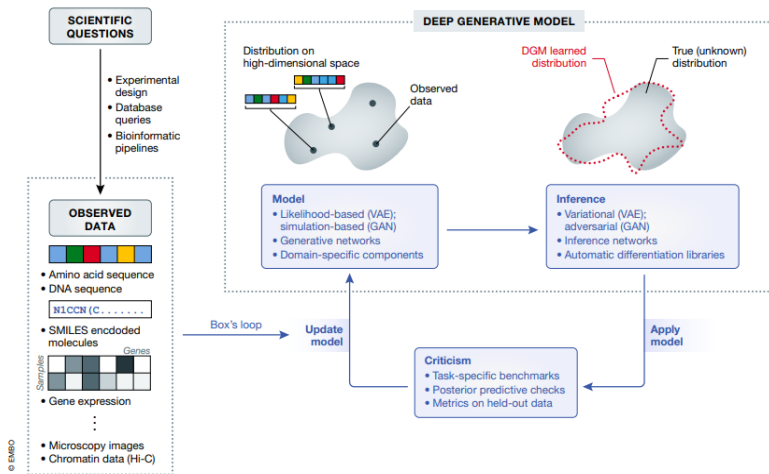 SCIENTIFIC
QUESTIONS
• Experimental
design
• Database
queries
• Bioinformatic
pipelines
OBSERVED
DATA
• Amino acid sequence
• DNA sequence
N1CCN(C.......
• SMILES encdoded
molecules
Genes
Samples
• Gene expression
• Microscopy images
• Chromatin data (Hi-C)
© EMBO
DEEP GENERATIVE MODEL
Distribution on
high-dimensional space
Observed
data
DGM learned
distribution
True (unknown)
distribution
Model
• Likelihood-based (VAE);
simulation-based (GAN)
• Generative networks
• Domain-specific components
Inference
• Variational (VAE);
adversarial (GAN)
• Inference networks
• Automatic differentiation libraries
Box's loop
Update
model
Apply
model
Criticism
• Task-specific benchmarks
• Posterior predictive checks
• Metrics on held-out data